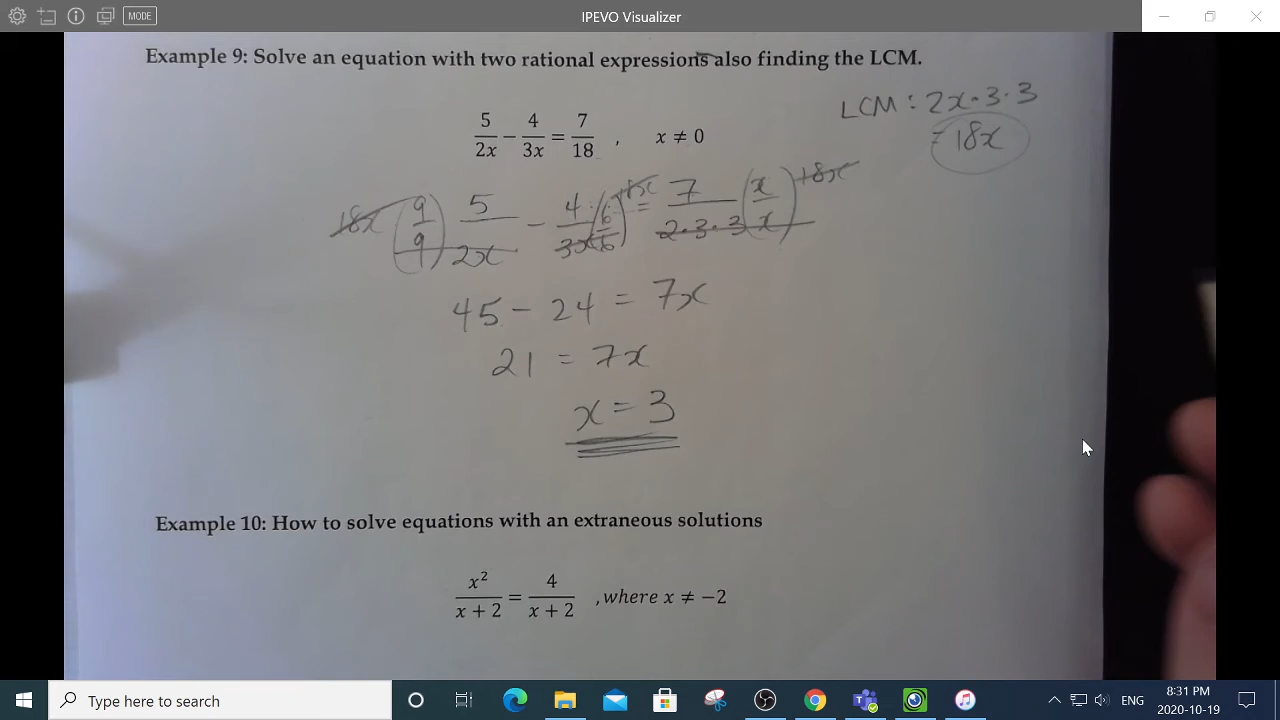 MODE
IPEVO Visualizer
Example 9: Solve an equation with two rational expressions also finding the LCM.
LCM : 2x · 3 · 3
= 18x
5/2x − 4/3x = 7/18 , x ≠ 0
18x (9/9) 5/2x − 4/3x (6/6) 18x = 7/2·3·3 (x/x) 18x
45 − 24 = 7x
21 = 7x
x = 3
Example 10: How to solve equations with an extraneous solutions
x²/x + 2 = 4/x + 2 , where x ≠ −2
Type here to search
ENG
8:31 PM
2020-10-19